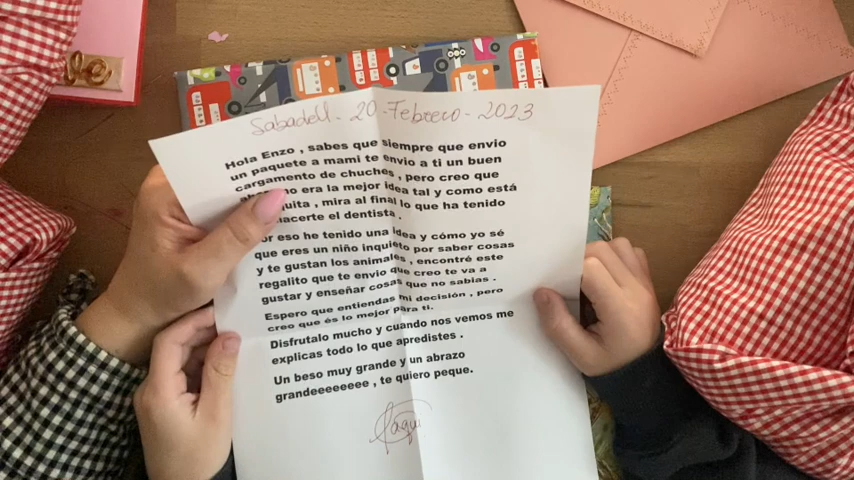 Sabadell - 20 - Febrero - 2023
Hola Enzo , sabes que siempre que envio
un paquete a mami te envio a ti un buen
cargamento de chuches , pero creo que
no era la mejor idea tal y como está
mira al final lo que ha tenido
hacerte el dentista .
or eso he tenido una idea y cómo yo sé
que eres un niño inquieto por saber cosas
y te gustan los animales , encontré este
regalito que te envio que creo te va a
gustar y enseñar cosas que no sabias .
Espero que entiendas mi decisión , pero
creo que és lo mejor para ti.
Disfrutalo mucho y cuando nos vemos me
explicas todo lo que apredistes .
Un beso muy grande y un abrazo
grandeeeeeeee , te quiero peque.
Paqui